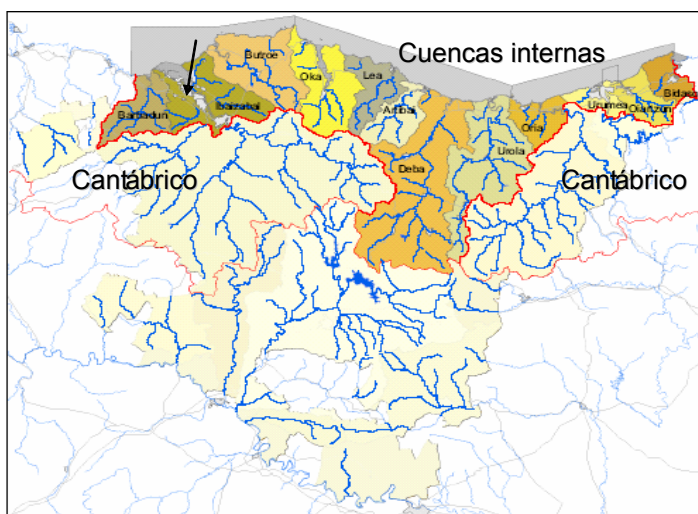 Cuencas internas
Butroe
Oka
Lea
Artibai
Ibaizabal
Barbadun
Deba
Urola
Oria
Urumea
Oiartzun
Bidasoa
Cantábrico
Cantábrico